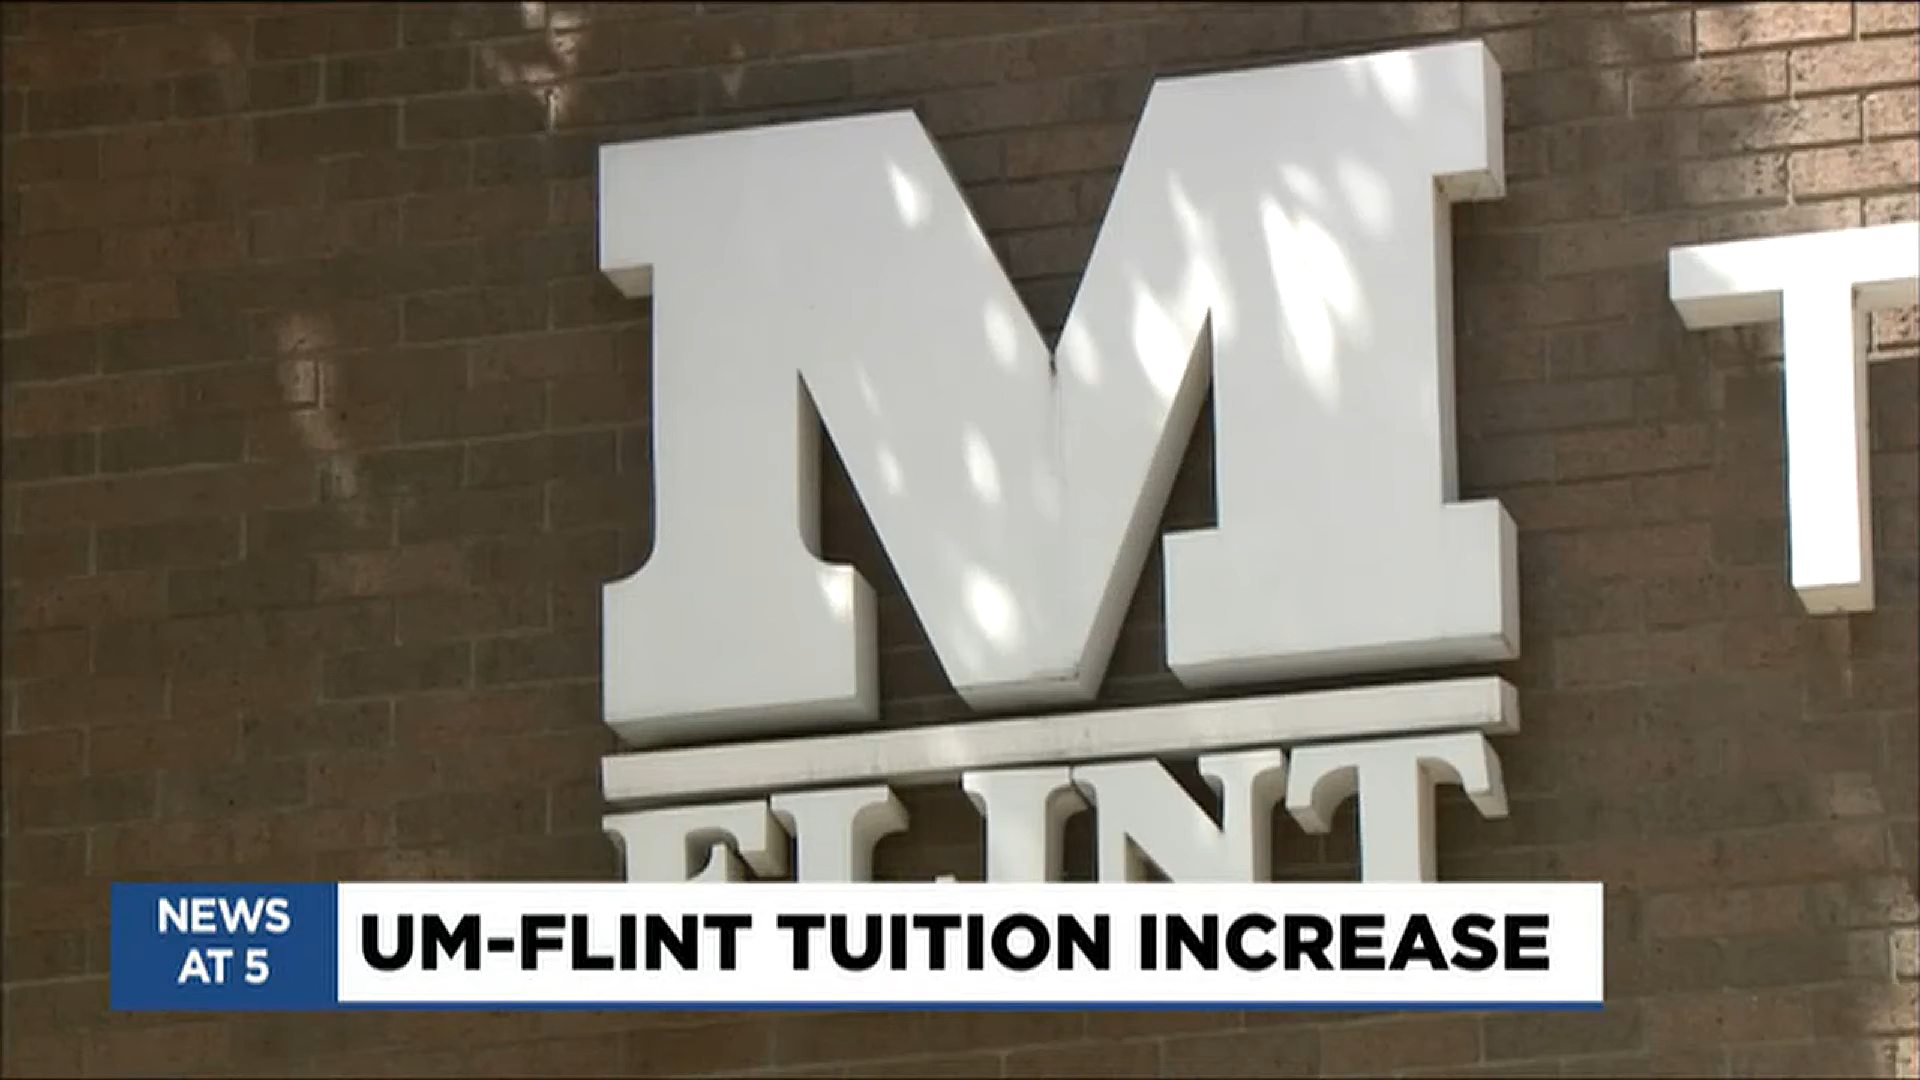 M
T
FLINT
NEWS
AT 5
UM-FLINT TUITION INCREASE